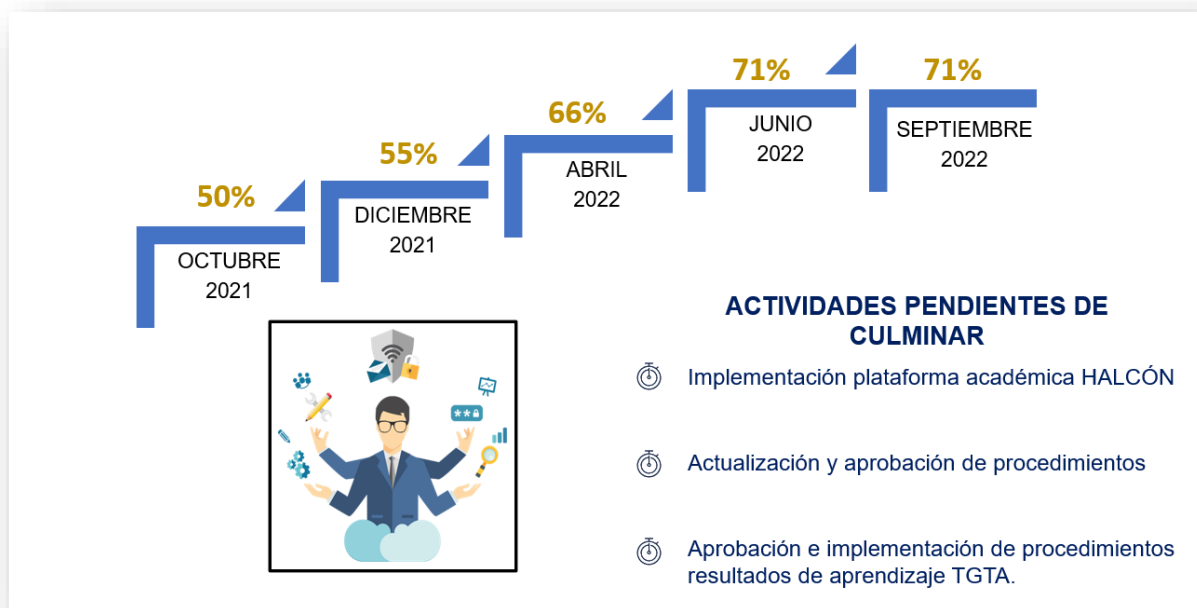 50%
OCTUBRE
2021
55%
DICIEMBRE
2021
66%
ABRIL
2022
71%
JUNIO
2022
71%
SEPTIEMBRE
2022
ACTIVIDADES PENDIENTES DE
CULMINAR
Implementación plataforma académica HALCÓN
Actualización y aprobación de procedimientos
Aprobación e implementación de procedimientos
resultados de aprendizaje TGTA.